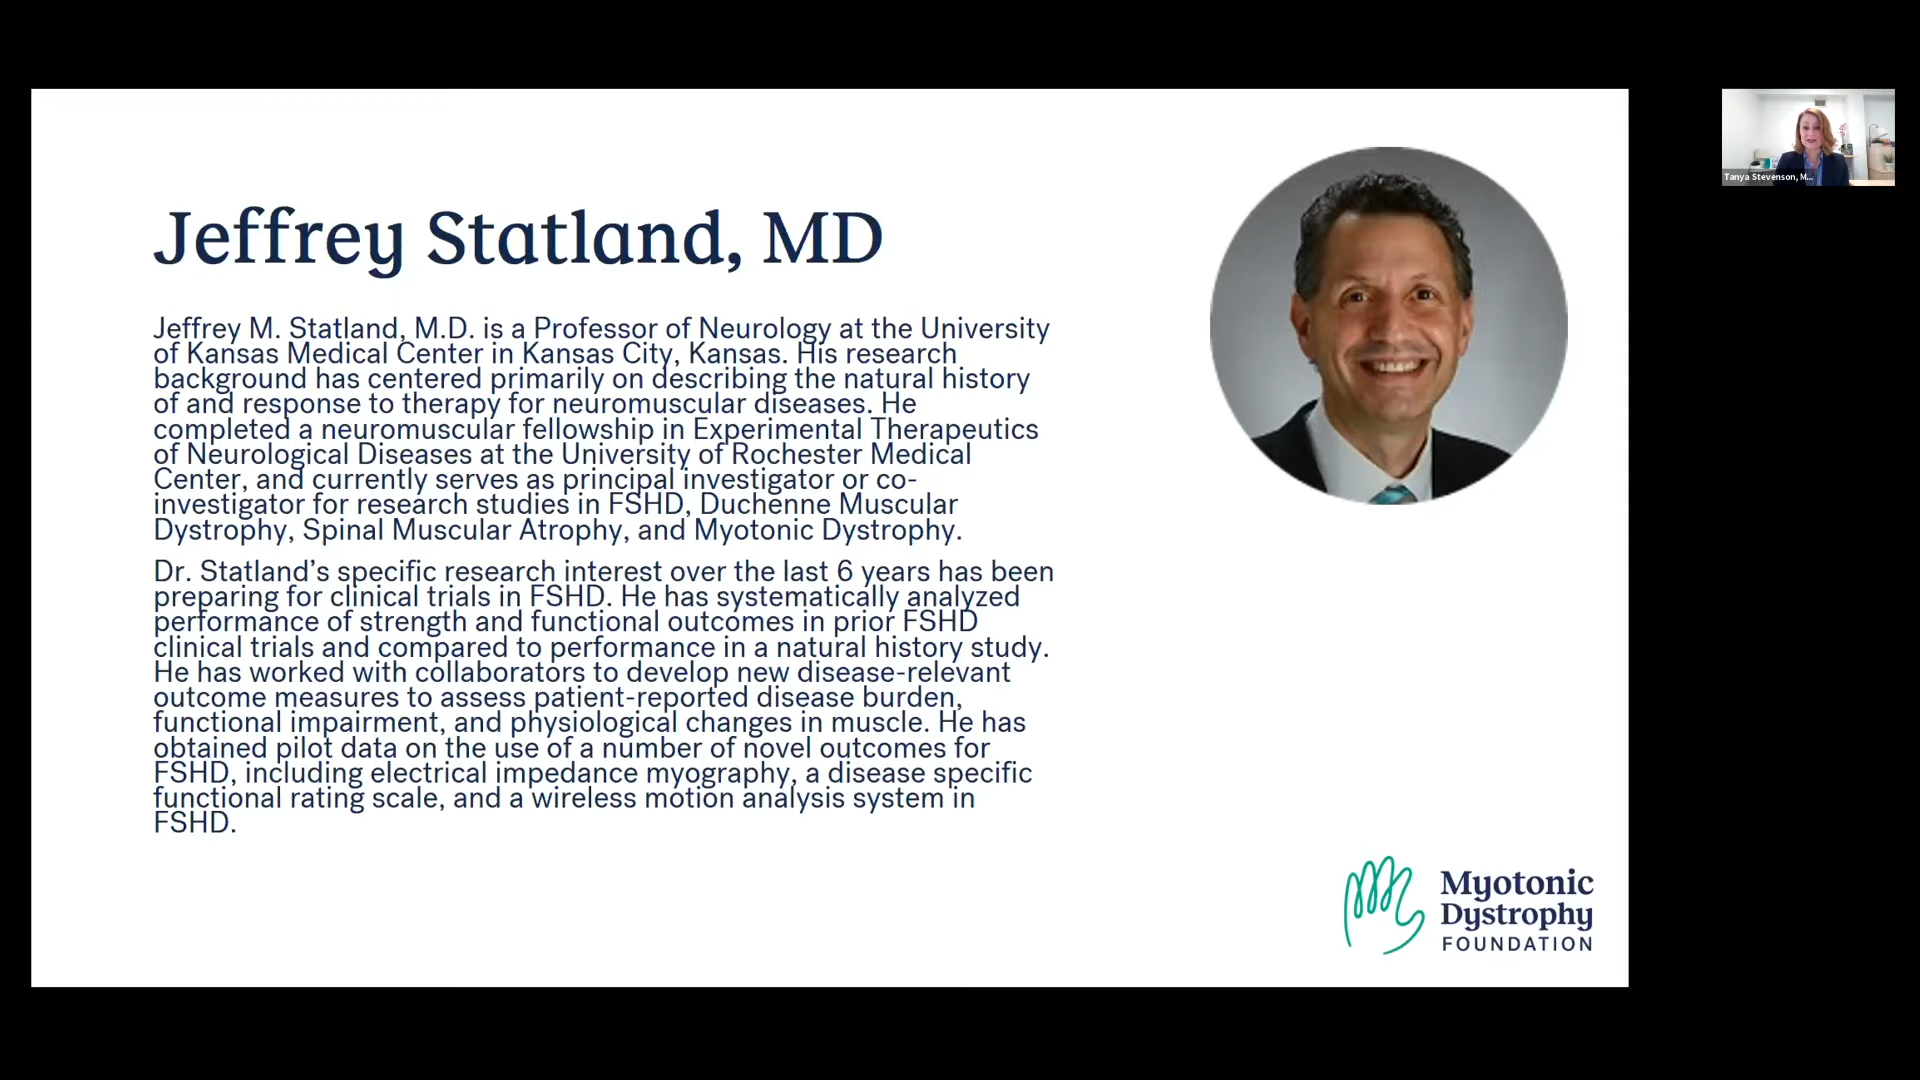 Jeffrey Statland, MD
Jeffrey M. Statland, M.D. is a Professor of Neurology at the University
of Kansas Medical Center in Kansas City, Kansas. His research
background has centered primarily on describing the natural history
of and response to therapy for neuromuscular diseases. He
completed a neuromuscular fellowship in Experimental Therapeutics
of Neurological Diseases at the University of Rochester Medical
Center, and currently serves as principal investigator or co-
investigator for research studies in FSHD, Duchenne Muscular
Dystrophy, Spinal Muscular Atrophy, and Myotonic Dystrophy.
Dr. Statland’s specific research interest over the last 6 years has been
preparing for clinical trials in FSHD. He has systematically analyzed
performance of strength and functional outcomes in prior FSHD
clinical trials and compared to performance in a natural history study.
He has worked with collaborators to develop new disease-relevant
outcome measures to assess patient-reported disease burden,
functional impairment, and physiological changes in muscle. He has
obtained pilot data on the use of a number of novel outcomes for
FSHD, including electrical impedance myography, a disease specific
functional rating scale, and a wireless motion analysis system in
FSHD.
Myotonic
Dystrophy
FOUNDATION
Tanya Stevenson, M...